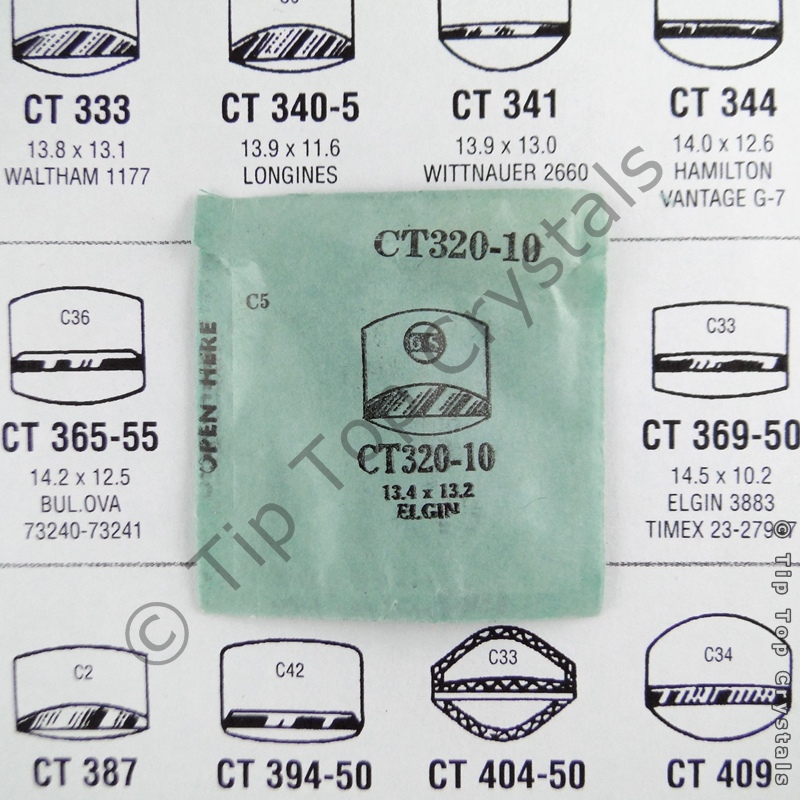 CT 333
13.8 x 13.1
WALTHAM 1177
CT 340-5
13.9 x 11.6
LONGINES
CT 341
13.9 x 13.0
WITTNAUER 2660
CT 344
14.0 x 12.6
HAMILTON
VANTAGE G-7
CT320-10
C5
OPEN HERE
GS
CT320-10
13.4 x 13.2
ELGIN
C36
CT 365-55
14.2 x 12.5
BUL.OVA
73240-73241
C33
CT 369-50
14.5 x 10.2
ELGIN 3883
C2
CT 387
C42
CT 394-50
C33
CT 404-50
C34
CT 409
© Tip Top Crystals
© Tip Top Crystals